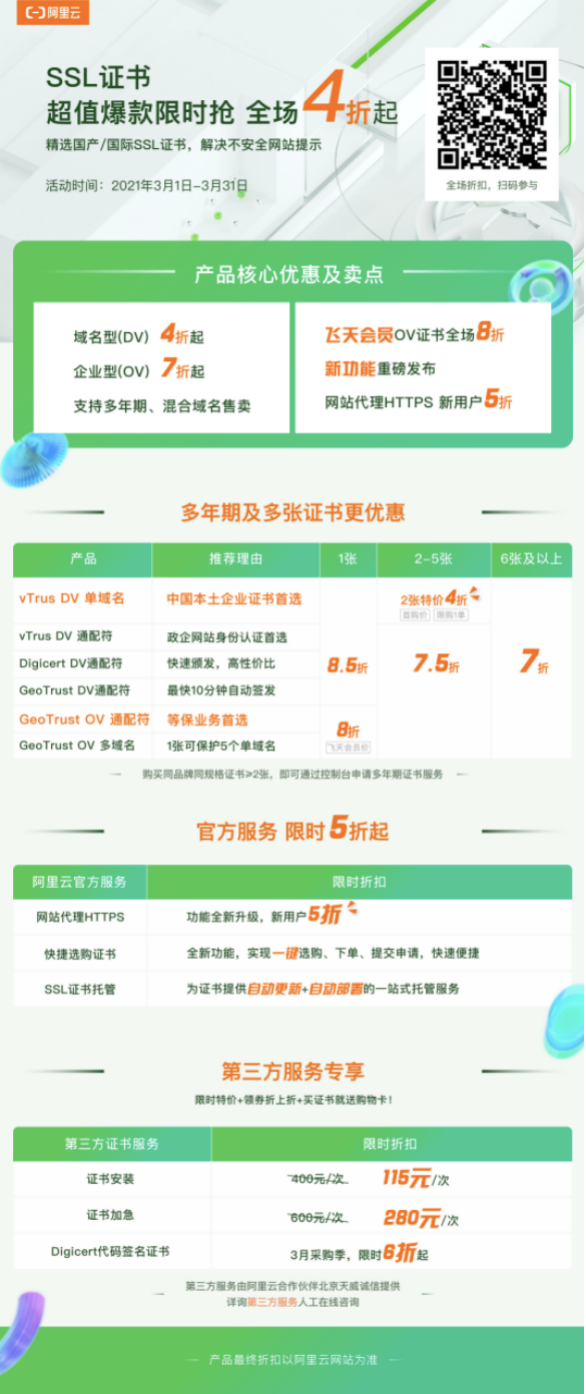 阿里云
SSL证书
超值爆款限时抢 全场4折起
精选国产/国际SSL证书，解决不安全网站提示
活动时间：2021年3月1日-3月31日
全场折扣，扫码参与
产品核心优惠及卖点
域名型(DV) 4折起
企业型(OV) 7折起
支持多年期、混合域名售卖
飞天会员OV证书全场8折
新功能重磅发布
网站代理HTTPS 新用户5折
多年期及多张证书更优惠
产品 推荐理由 1张 2-5张 6张及以上
vTrus DV 单域名 中国本土企业证书首选 2张特价4折
首购价 限购1单
vTrus DV 通配符 政企网站身份认证首选
Digicert DV通配符 快速颁发，高性价比 8.5折 7.5折 7折
GeoTrust DV通配符 最快10分钟自动签发
GeoTrust OV 通配符 等保业务首选 8折
GeoTrust OV 多域名 1张可保护5个单域名 飞天会员价
购买同品牌同规格证书≥2张，即可通过控制台申请多年期证书服务
官方服务 限时5折起
阿里云官方服务 限时折扣
网站代理HTTPS 功能全新升级，新用户5折
快捷选购证书 全新功能，实现一键选购、下单、提交申请，快速便捷
SSL证书托管 为证书提供自动更新+自动部署的一站式托管服务
第三方服务专享
限时特价+领券折上折+买证书就送购物卡！
第三方证书服务 限时折扣
证书安装 400元/次 115元/次
证书加急 600元/次 280元/次
Digicert代码签名证书 3月采购季，限时6折起
第三方服务由阿里云合作伙伴北京天威诚信提供
详询第三方服务人工在线咨询
产品最终折扣以阿里云网站为准